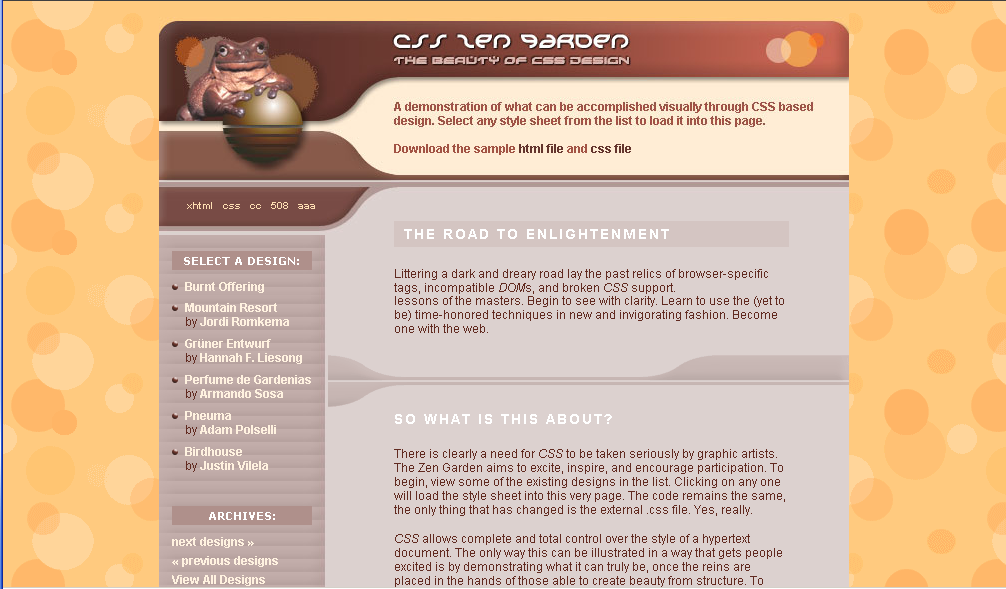 CSS ZEN GARDEN
THE BEAUTY OF CSS DESIGN
A demonstration of what can be accomplished visually through CSS based
design. Select any style sheet from the list to load it into this page.
Download the sample html file and css file
xhtml css cc 508 aaa
THE ROAD TO ENLIGHTENMENT
Littering a dark and dreary road lay the past relics of browser-specific
tags, incompatible DOMs, and broken CSS support.
lessons of the masters. Begin to see with clarity. Learn to use the (yet to
be) time-honored techniques in new and invigorating fashion. Become
one with the web.
SELECT A DESIGN:
Burnt Offering
Mountain Resort
by Jordi Romkema
Grüner Entwurf
by Hannah F. Liesong
Perfume de Gardenias
by Armando Sosa
Pneuma
by Adam Polselli
Birdhouse
by Justin Vilela
ARCHIVES:
next designs »
« previous designs
View All Designs
SO WHAT IS THIS ABOUT?
There is clearly a need for CSS to be taken seriously by graphic artists.
The Zen Garden aims to excite, inspire, and encourage participation. To
begin, view some of the existing designs in the list. Clicking on any one
will load the style sheet into this very page. The code remains the same,
the only thing that has changed is the external .css file. Yes, really.
CSS allows complete and total control over the style of a hypertext
document. The only way this can be illustrated in a way that gets people
excited is by demonstrating what it can truly be, once the reins are
placed in the hands of those able to create beauty from structure. To